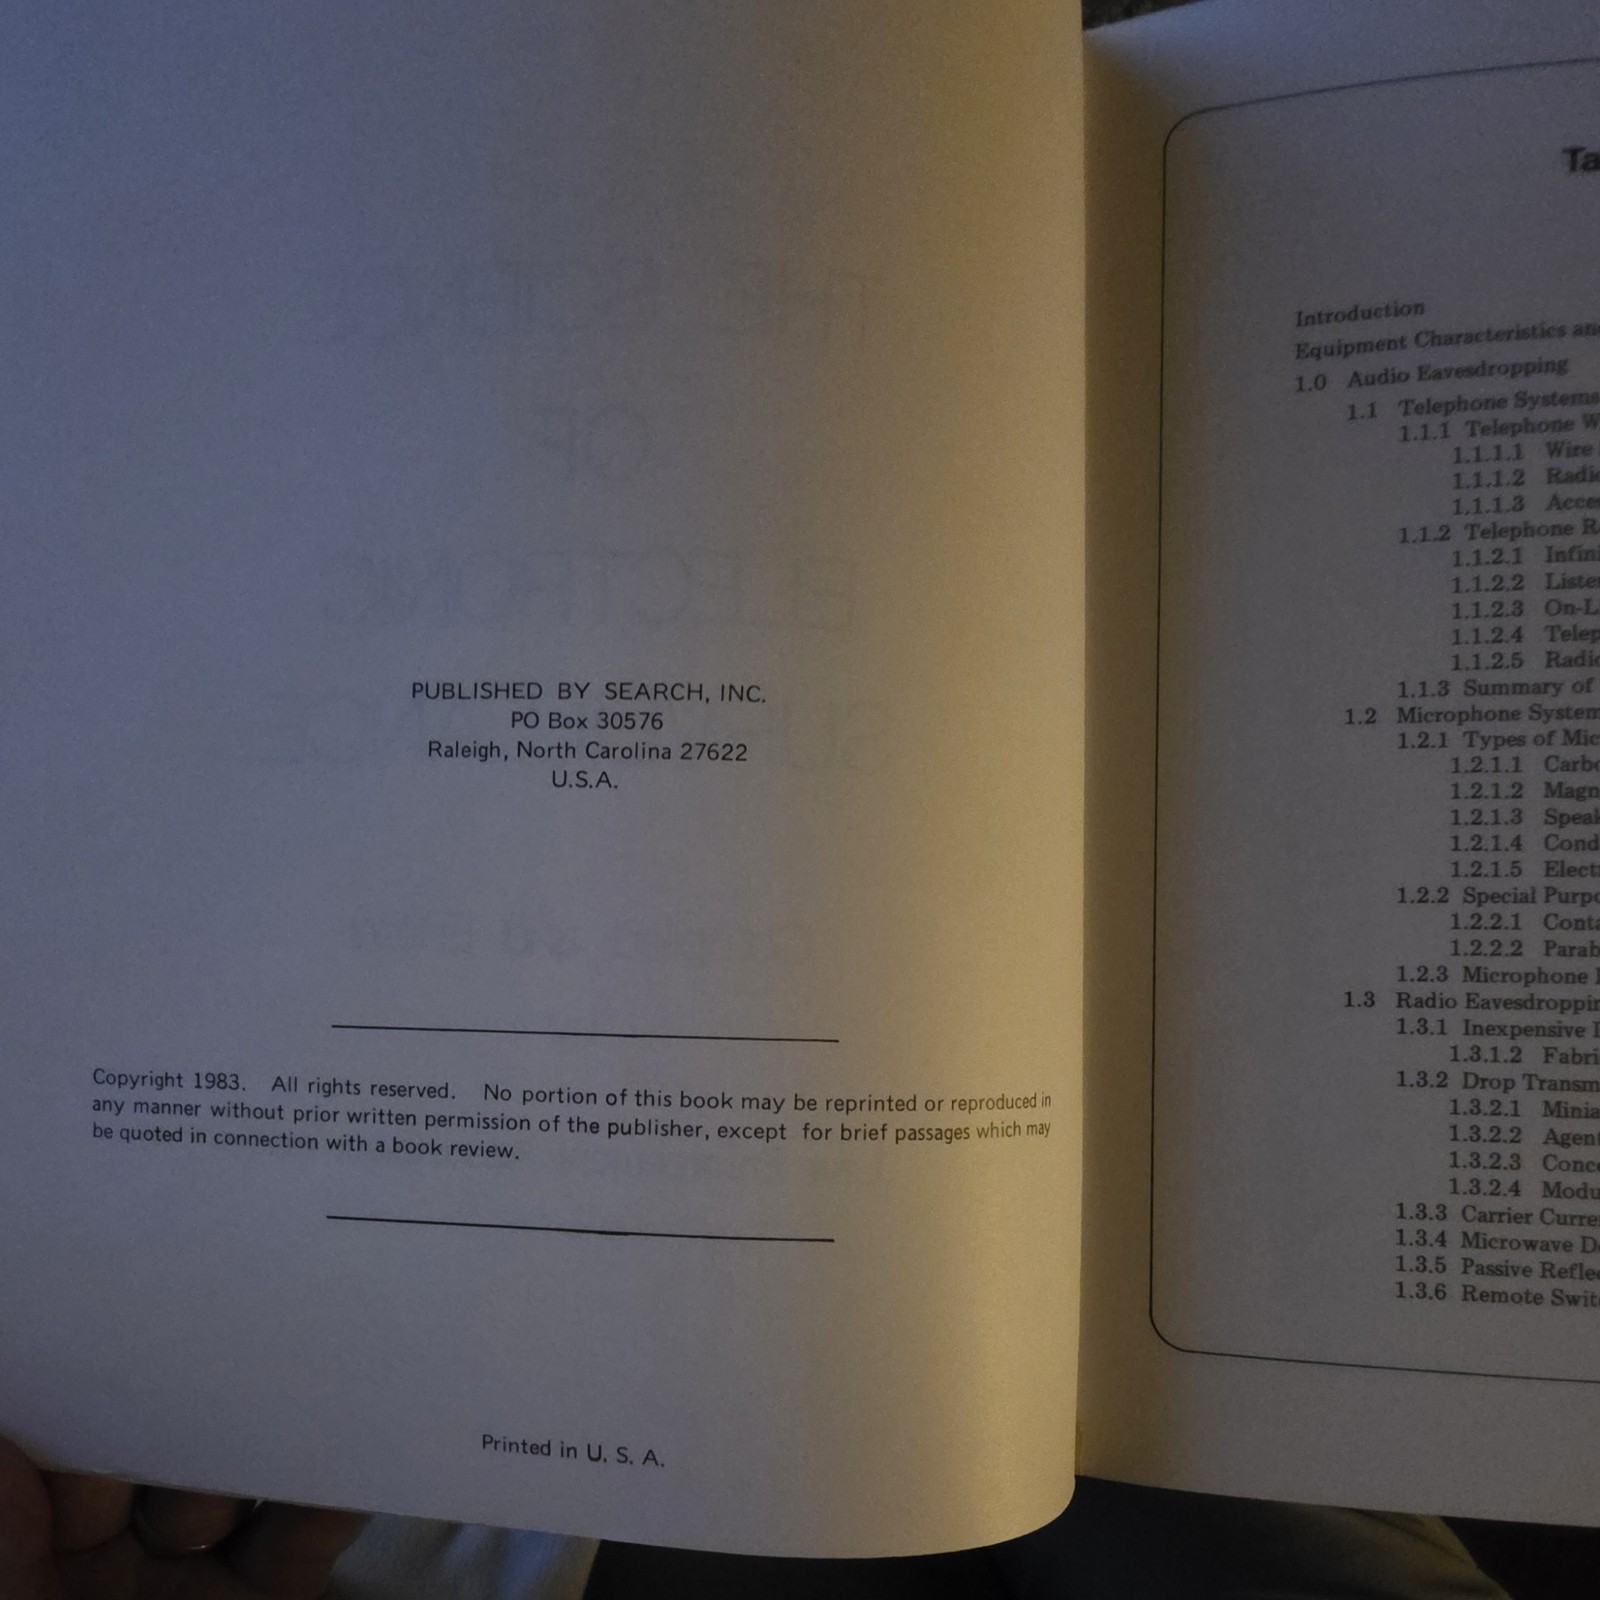 PUBLISHED BY SEARCH, INC.
PO Box 30576
Raleigh, North Carolina 27622
U.S.A.
Copyright 1983. All rights reserved. No portion of this book may be reprinted or reproduced in
any manner without prior written permission of the publisher, except for brief passages which may
be quoted in connection with a book review.
Printed in U. S. A.
Introduction
Equipment Characteristics
1.0 Audio Eavesdropping
1.1 Telephone Systems
1.1.1 Telephone
1.1.1.1 Wire
1.1.1.2
1.1.1.3
1.1.2 Telephone
1.1.2.1
1.1.2.2
1.1.2.3
1.1.2.4
1.1.2.5
1.1.3 Summary of
1.2 Microphone
1.2.1 Types of
1.2.1.1
1.2.1.2
1.2.1.3
1.2.1.4
1.2.1.5
1.2.2 Special
1.2.2.1
1.2.2.2
1.2.3 Microphone
1.3 Radio
1.3.1 Inexpensive
1.3.1.2
1.3.2 Drop
1.3.2.1
1.3.2.2
1.3.2.3
1.3.2.4
1.3.3 Carrier
1.3.4 Microwave
1.3.5 Passive
1.3.6 Remote